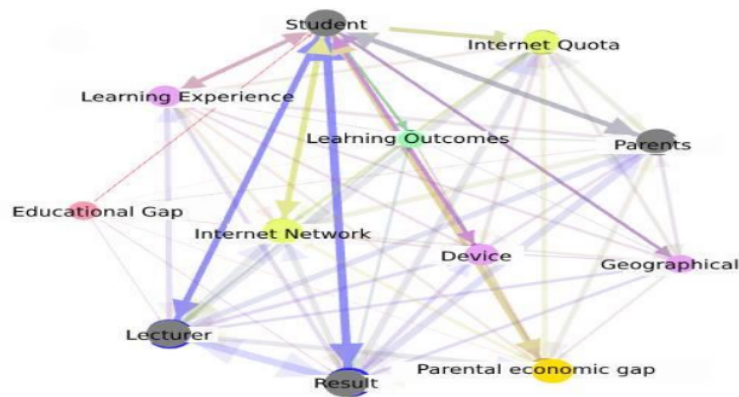 Student
Internet Quota
Learning Experience
Learning Outcomes
Parents
Educational Gap
Internet Network
Device
Geographical
Lecturer
Parental economic gap
Result